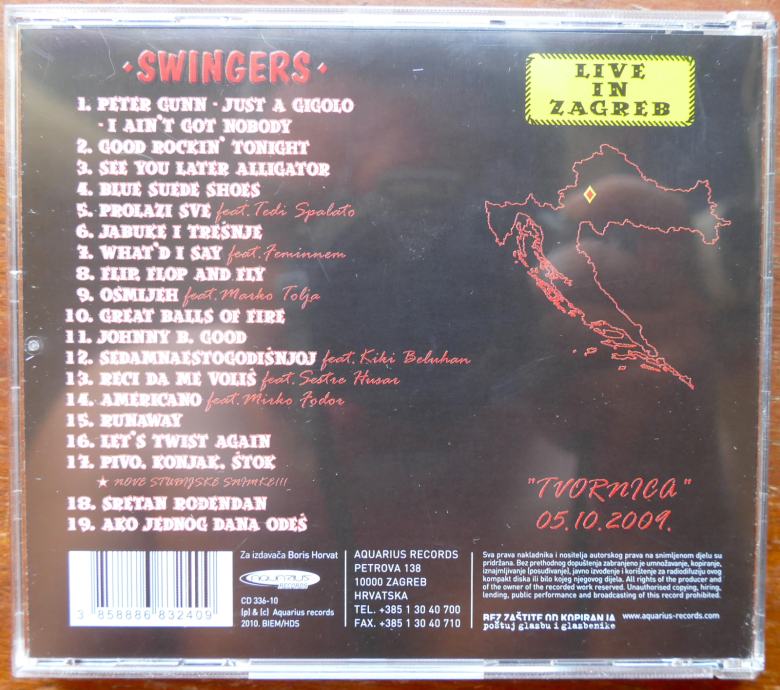 · SWINGERS ·
LIVE
IN
ZAGREB
1. PETER GUNN - JUST A GIGOLO
- I AIN'T GOT NOBODY
2. GOOD ROCKIN' TONIGHT
3. SEE YOU LATER ALLIGATOR
4. BLUE SUEDE SHOES
5. PROLAZI SVE feat. Tedi Spalato
6. JABUKE I TREŠNJE
7. WHAT'D I SAY feat. Feminnem
8. FLIP, FLOP AND FLY
9. OSMIJEH feat. Marko Tolja
10. GREAT BALLS OF FIRE
11. JOHNNY B. GOOD
12. SEDAMNAESTOGODIŠNJOJ feat. Kiki Beluhan
13. RECI DA ME VOLIŠ feat. Sestre Husar
14. AMERICANO feat. Mirko Fodor
15. RUNAWAY
16. LET'S TWIST AGAIN
17. PIVO, KONJAK, ŠTOK
★ NOVE STUDIJSKE SNIMKE!!!
18. SRETAN ROĐENDAN
19. AKO JEDNOG DANA ODEŠ
"TVORNICA"
05.10.2009.
3 858886 832409
Za izdavača Boris Horvat
aquarius
RECORDS
CD 336-10
(p) & (c) Aquarius records
2010. BIEM/HDS
AQUARIUS RECORDS
PETROVA 138
10000 ZAGREB
HRVATSKA
TEL. +385 1 30 40 700
FAX. +385 1 30 40 710
Sva prava nakladnika i nositelja autorskog prava na snimljenom djelu su
pridržana. Bez prethodnog dopuštenja zabranjeno je umnožavanje, kopiranje,
iznajmljivanje (posuđivanje), javno izvođenje i korištenje za radiodifuziju ovog
kompakt diska ili bilo kojeg njegovog dijela. All rights of the producer and
of the owner of the recorded work reserved. Unauthorised copying, hiring,
lending, public performance and broadcasting of this record prohibited.
BEZ ZAŠTITE OD KOPIRANJA
poštuj glazbu i glazbenike
www.aquarius-records.com